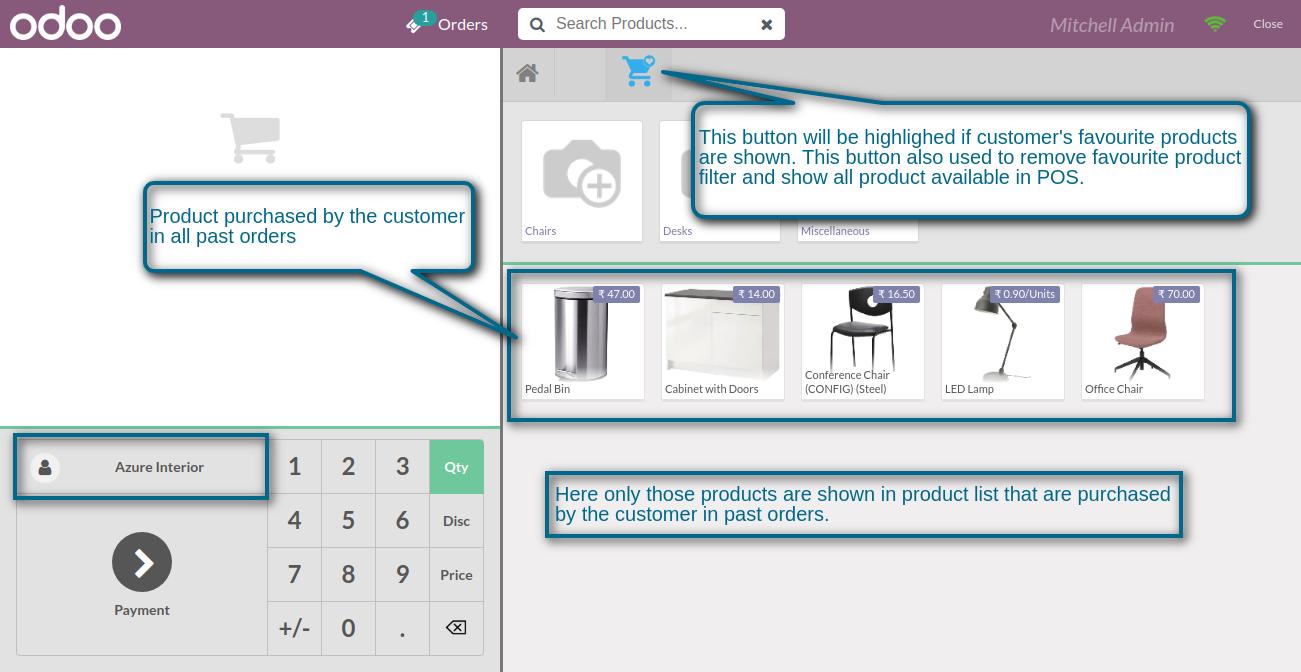 odoo
1
Orders
Search Products...
Mitchell Admin
Close
This button will be highlighed if customer's favourite products
are shown. This button also used to remove favourite product
filter and show all product available in POS.
Chairs
Desks
Miscellaneous
Product purchased by the customer
in all past orders
₹ 47.00
Pedal Bin
₹ 14.00
Cabinet with Doors
₹ 16.50
Conference Chair
(CONFIG) (Steel)
₹ 0.90/Units
LED Lamp
₹ 70.00
Office Chair
Here only those products are shown in product list that are purchased
by the customer in past orders.
Azure Interior
Payment
1 2 3 Qty
4 5 6 Disc
7 8 9 Price
+/- 0 .